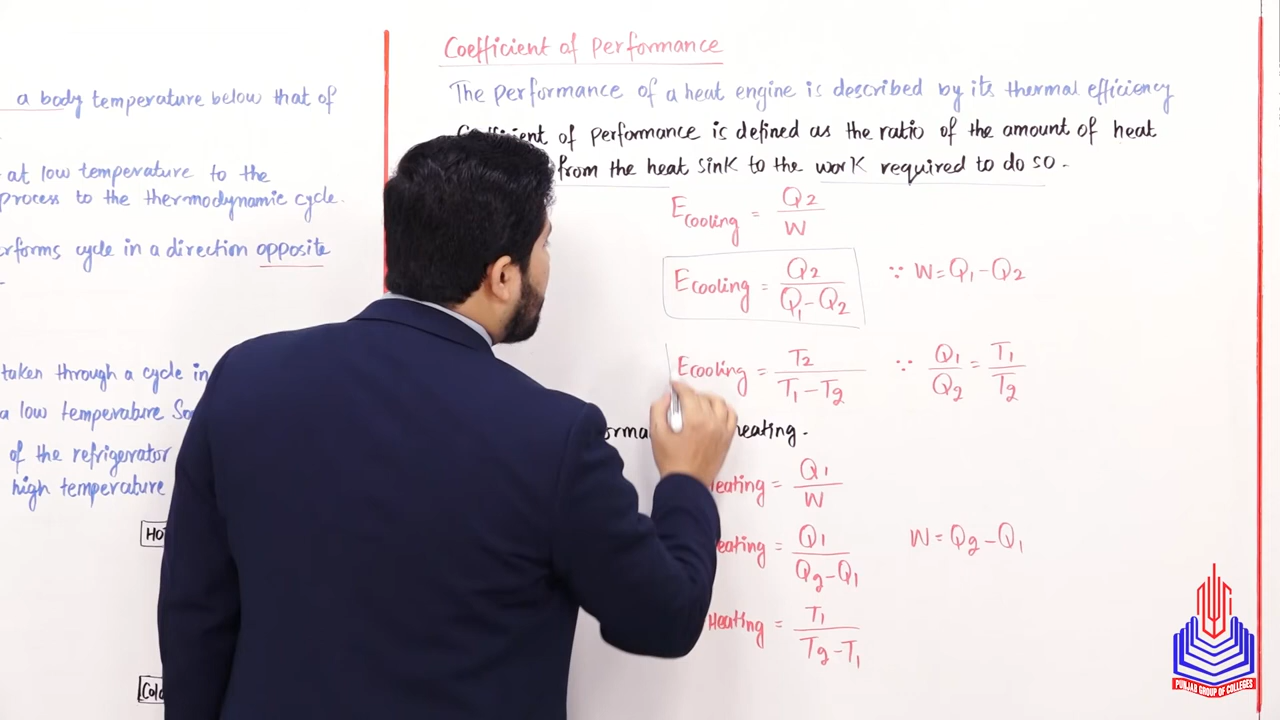 a body temperature below that of
at low temperature to the
process to the thermodynamic cycle.
cycle in a direction opposite
taken through a cycle in
a low temperature
of the refrigerator
high temperature
Coefficient of Performance
The performance of a heat engine is described by its thermal efficiency
of performance is defined as the ratio of the amount of heat
from the heat sink to the work required to do so.
Ecooling = Q2/W
Ecooling = Q2/(Q1-Q2) ∵ W=Q1-Q2
Ecooling = T2/(T1-T2) ∵ Q1/Q2 = T1/T2
heating.
= Q1/W
= Q1/(Q2-Q1) W=Q2-Q1
Heating = T1/(T2-T1)
PUNJAB GROUP OF COLLEGES